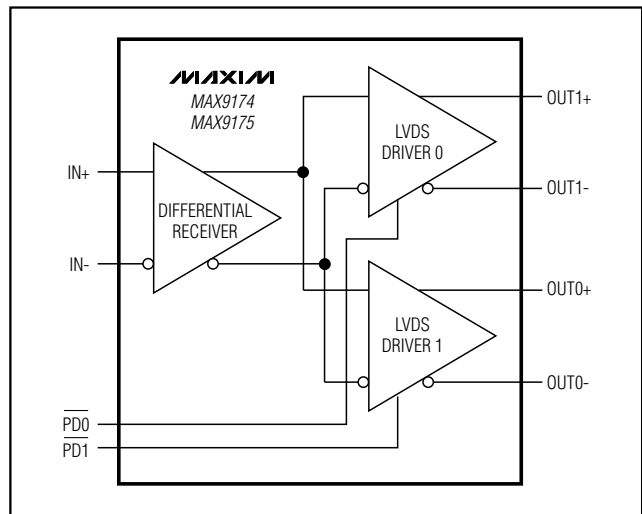 MAXIM
MAX9174
MAX9175
IN+
IN-
DIFFERENTIAL
RECEIVER
LVDS
DRIVER 0
OUT1+
OUT1-
LVDS
DRIVER 1
OUT0+
OUT0-
PD0
PD1